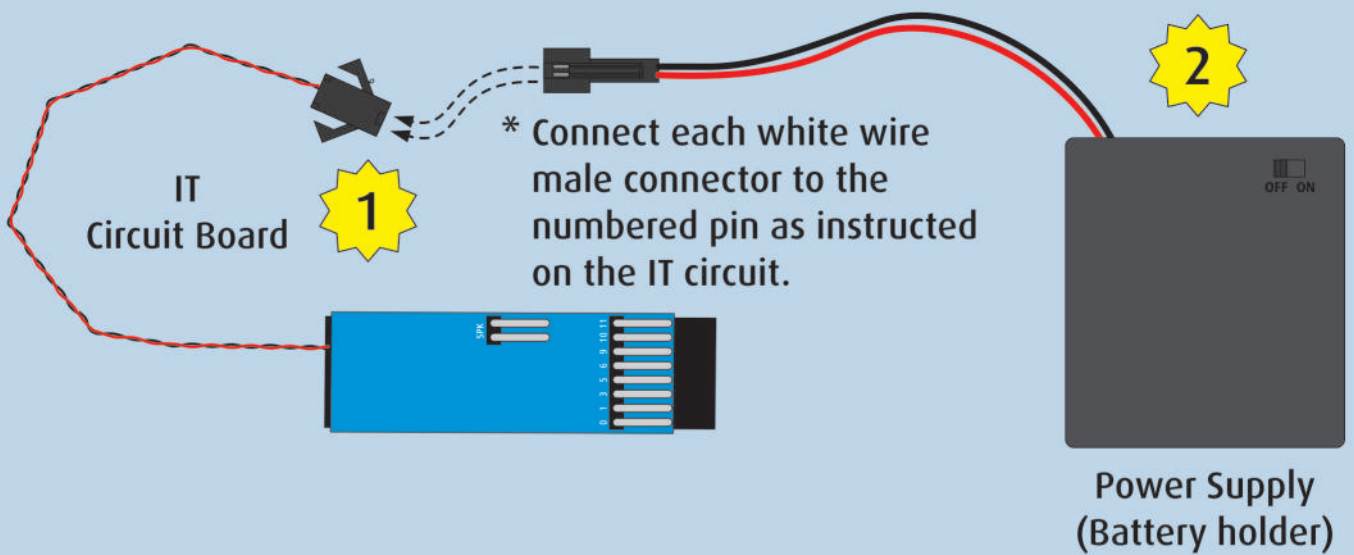 2
OFF ON
* Connect each white wire
male connector to the
numbered pin as instructed
on the IT circuit.
IT
Circuit Board
1
SPK
0 1 3 5 6 9 10 11
Power Supply
(Battery holder)